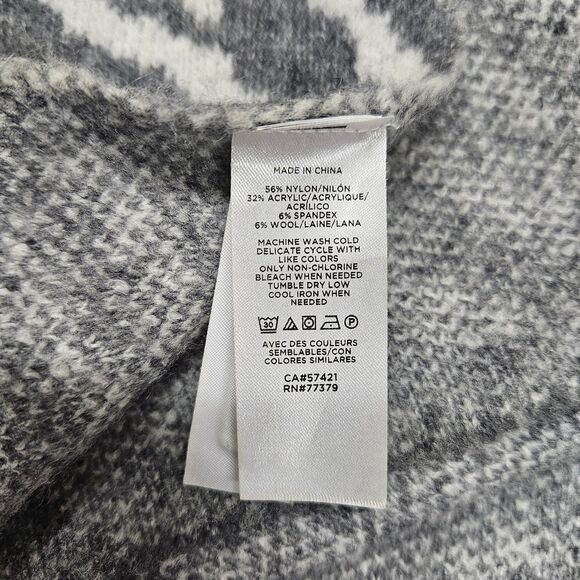 MADE IN CHINA
56% NYLON/NILÓN
32% ACRYLIC/ACRYLIQUE/
ACRÍLICO
6% SPANDEX
6% WOOL/LAINE/LANA
MACHINE WASH COLD
DELICATE CYCLE WITH
LIKE COLORS
ONLY NON-CHLORINE
BLEACH WHEN NEEDED
TUMBLE DRY LOW
COOL IRON WHEN
NEEDED
30 P
AVEC DES COULEURS
SEMBLABLES/CON
COLORES SIMILARES
CA#57421
RN#77379